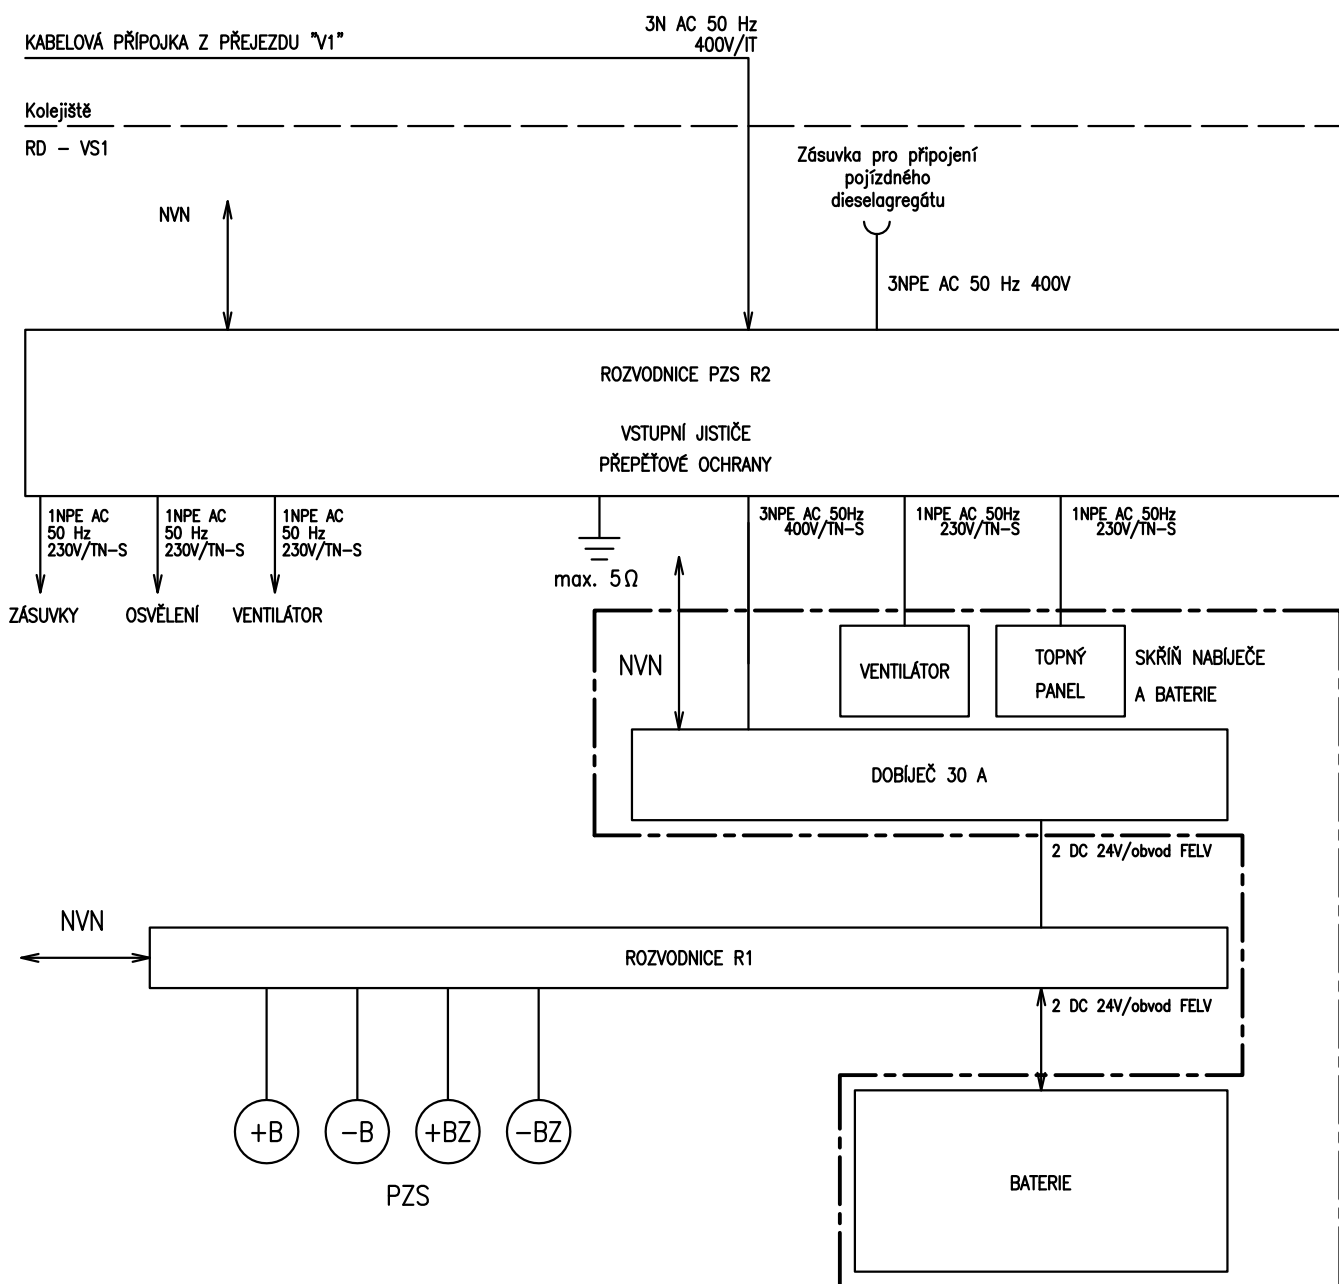 KABELOVÁ PŘÍPOJKA Z PŘEJEZDU "V1"
3N AC 50 Hz
400V/IT
Kolejiště
RD – VS1
Zásuvka pro připojení
pojízdného
dieselagregátu
NVN
3NPE AC 50 Hz 400V
ROZVODNICE PZS R2
VSTUPNÍ JISTIČE
PŘEPĚŤOVÉ OCHRANY
1NPE AC
50 Hz
230V/TN-S
1NPE AC
50 Hz
230V/TN-S
1NPE AC
50 Hz
230V/TN-S
3NPE AC 50Hz
400V/TN-S
1NPE AC 50Hz
230V/TN-S
1NPE AC 50Hz
230V/TN-S
max. 5Ω
ZÁSUVKY
OSVĚLENÍ
VENTILÁTOR
NVN
VENTILÁTOR
TOPNÝ
PANEL
SKŘÍŇ NABÍJEČE
A BATERIE
DOBÍJEČ 30 A
2 DC 24V/obvod FELV
NVN
ROZVODNICE R1
2 DC 24V/obvod FELV
+B
-B
+BZ
-BZ
PZS
BATERIE